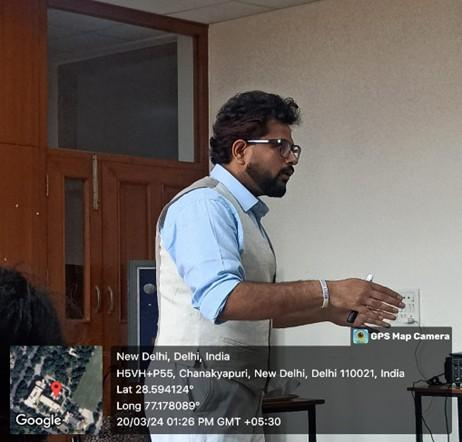 GPS Map Camera
New Delhi, Delhi, India
H5VH+P55, Chanakyapuri, New Delhi, Delhi 110021, India
Lat 28.594124°
Long 77.178089°
20/03/24 01:26 PM GMT +05:30
Google